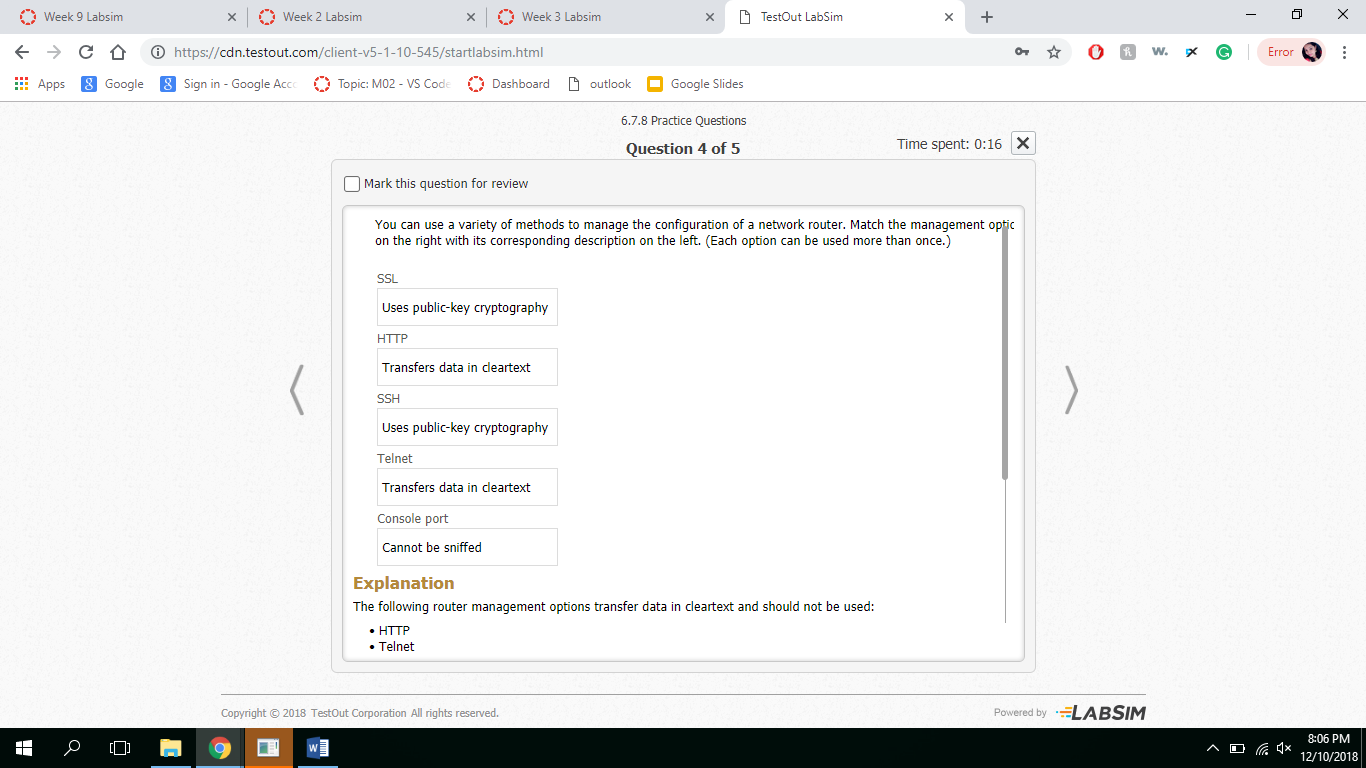 Week 9 Labsim
Week 2 Labsim
Week 3 Labsim
TestOut LabSim
https://cdn.testout.com/client-v5-1-10-545/startlabsim.html
Error
Apps
Google
Sign in - Google Acc
Topic: M02 - VS Code
Dashboard
outlook
Google Slides
6.7.8 Practice Questions
Question 4 of 5
Time spent: 0:16
Mark this question for review
You can use a variety of methods to manage the configuration of a network router. Match the management optic
on the right with its corresponding description on the left. (Each option can be used more than once.)
SSL
Uses public-key cryptography
HTTP
Transfers data in cleartext
SSH
Uses public-key cryptography
Telnet
Transfers data in cleartext
Console port
Cannot be sniffed
Explanation
The following router management options transfer data in cleartext and should not be used:
• HTTP
• Telnet
Copyright © 2018 TestOut Corporation All rights reserved.
Powered by LABSIM
8:06 PM
12/10/2018